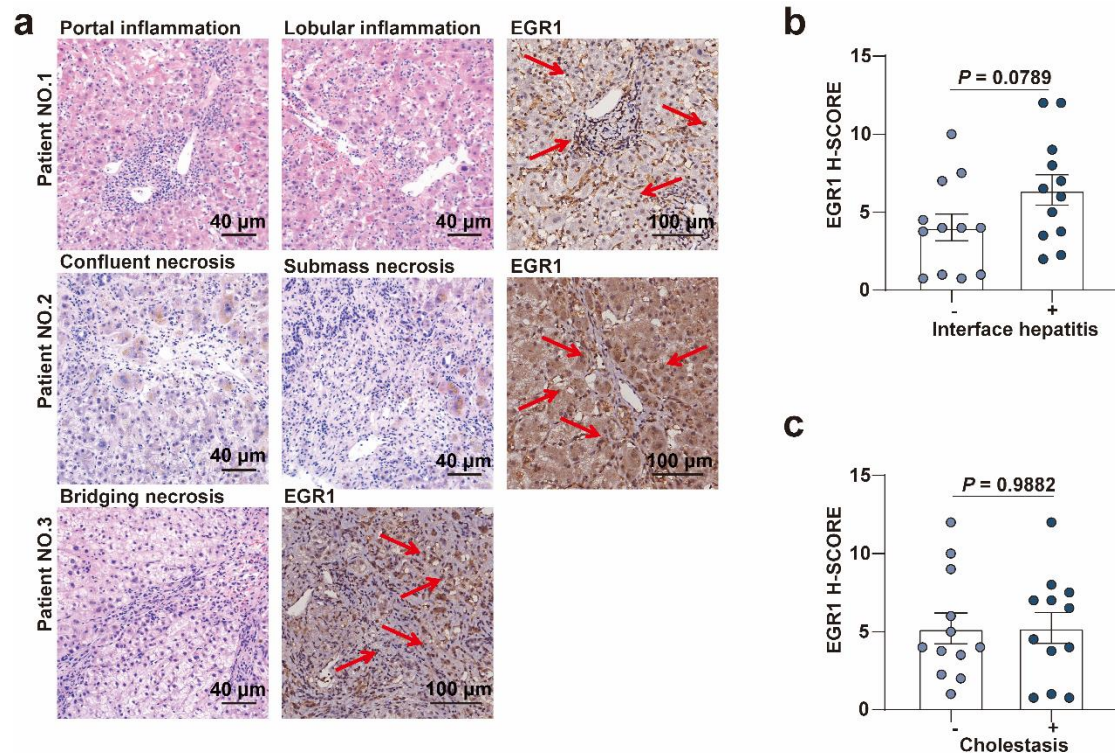 a
Portal inflammation
Lobular inflammation
EGR1
Patient NO.1
40 µm
40 µm
100 µm
Confluent necrosis
Submass necrosis
EGR1
Patient NO.2
40 µm
40 µm
100 µm
Bridging necrosis
EGR1
Patient NO.3
40 µm
100 µm
b
EGR1 H-SCORE
15
10
5
0
P = 0.0789
- +
Interface hepatitis
c
EGR1 H-SCORE
15
10
5
0
P = 0.9882
- +
Cholestasis